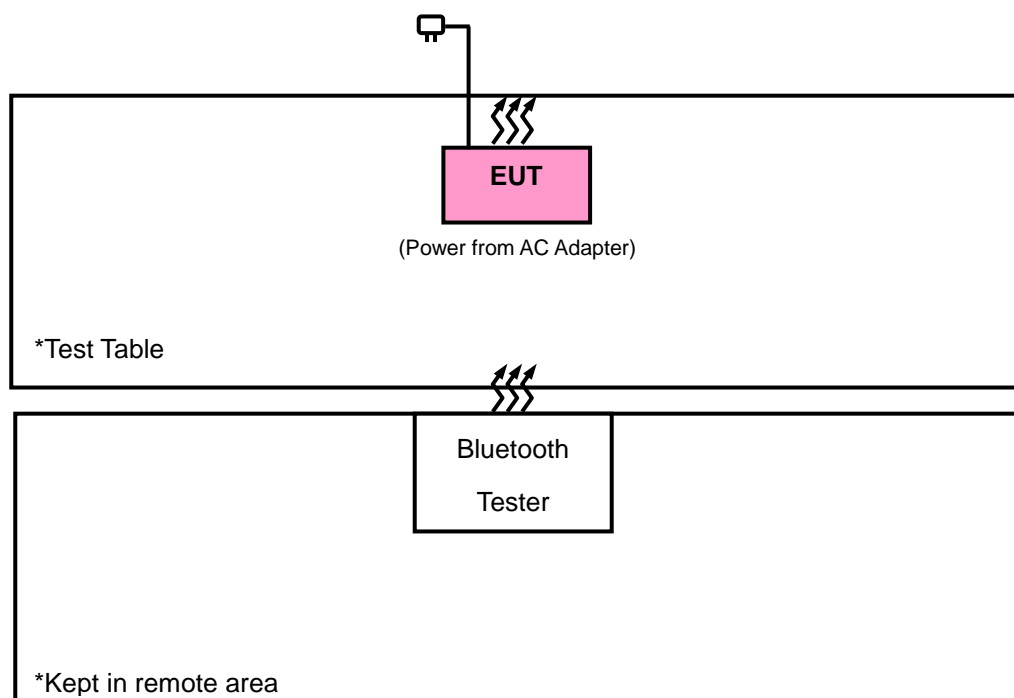 EUT
(Power from AC Adapter)
*Test Table
Bluetooth
Tester
*Kept in remote area